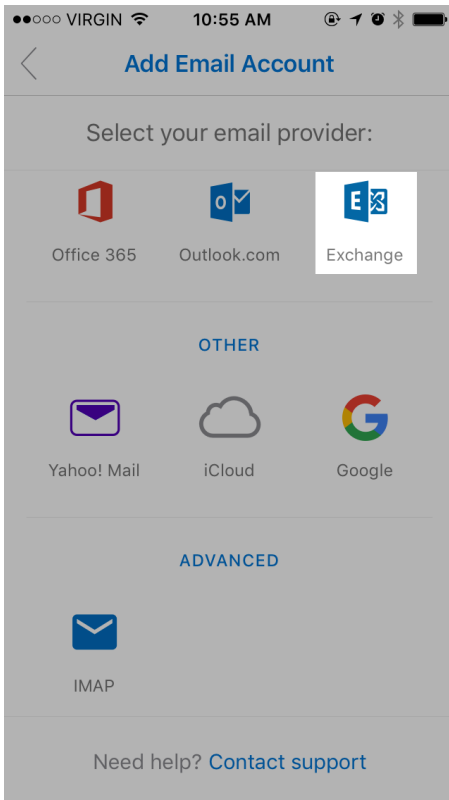 ●●○○○ VIRGIN 10:55 AM
Add Email Account
Select your email provider:
Office 365 Outlook.com Exchange
OTHER
Yahoo! Mail iCloud Google
ADVANCED
IMAP
Need help? Contact support